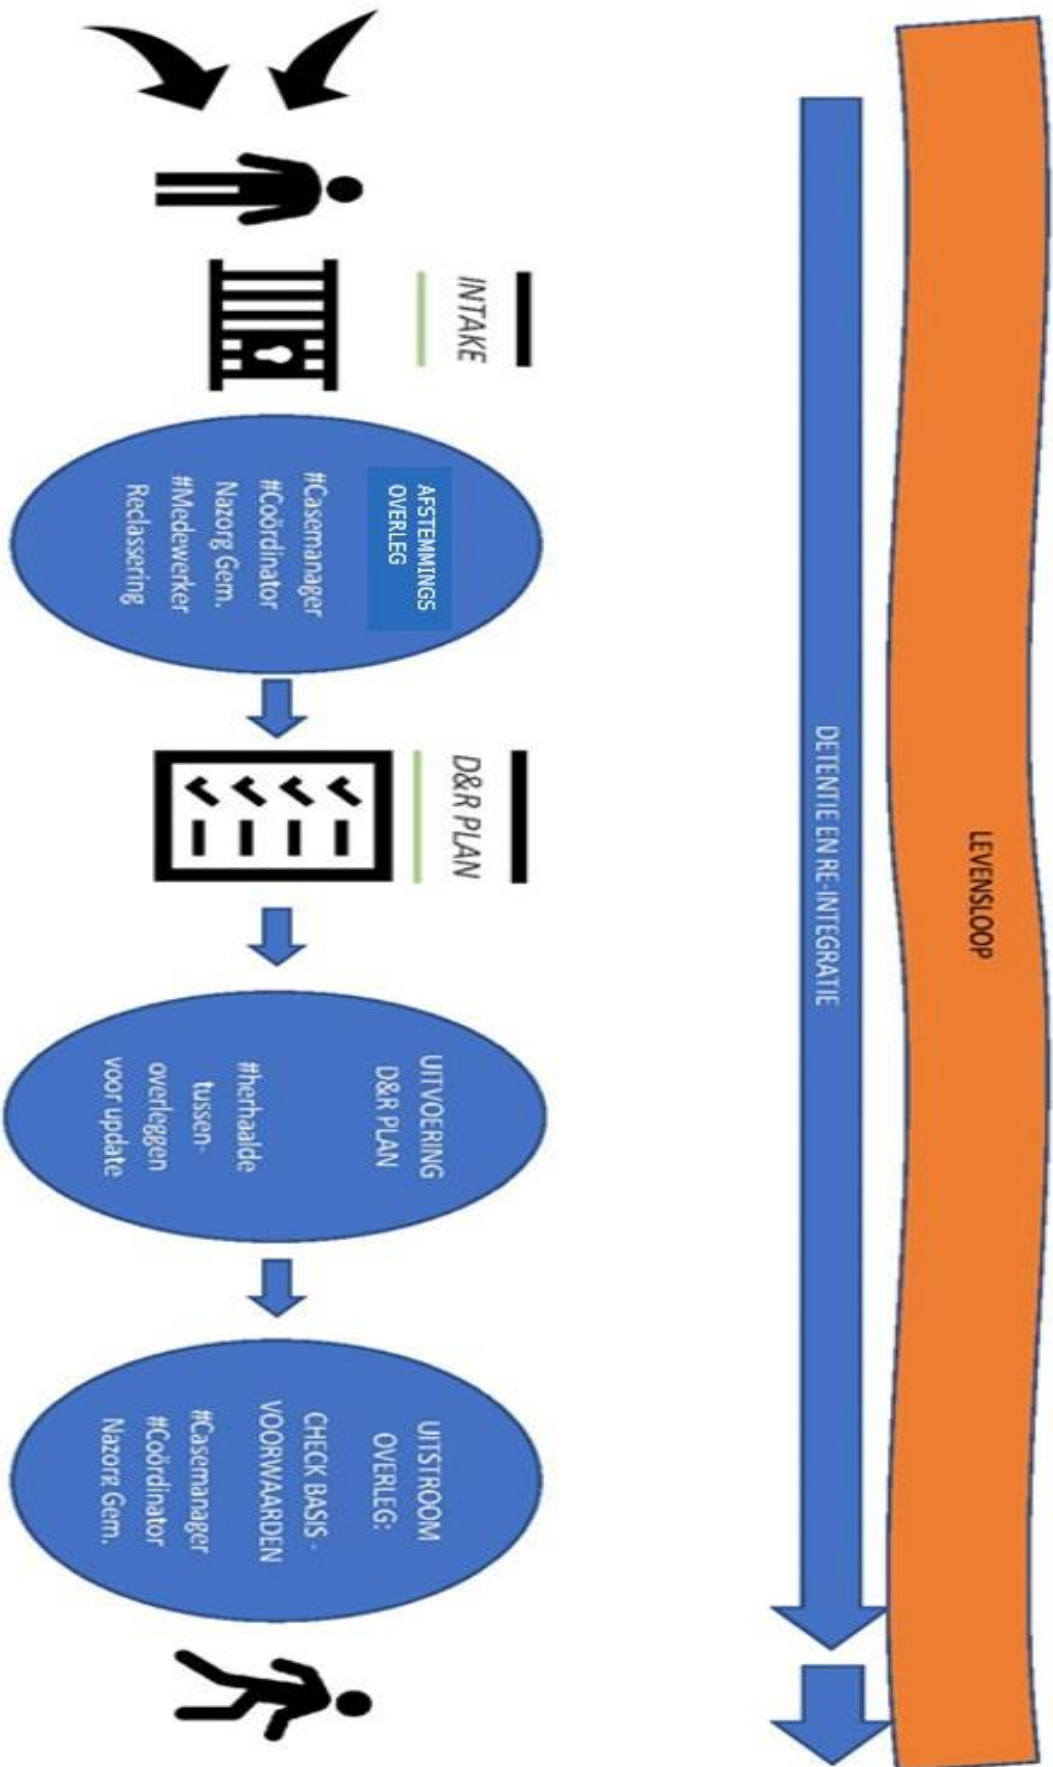 LEVENSLOOP
DETENTIE EN RE-INTEGRATIE
INTAKE
AFSTEMMINGS
OVERLEG
#Casemanager
#Coördinator
Nazorg Gem.
#Medewerker
Reclassering
D&R PLAN
UITVOERING
D&R PLAN
#herhaalde
tussen-
overleggen
voor update
UITSTROOM
OVERLEG:
CHECK BASIS -
VOORWAARDEN
#Casemanager
#Coördinator
Nazorg Gem.